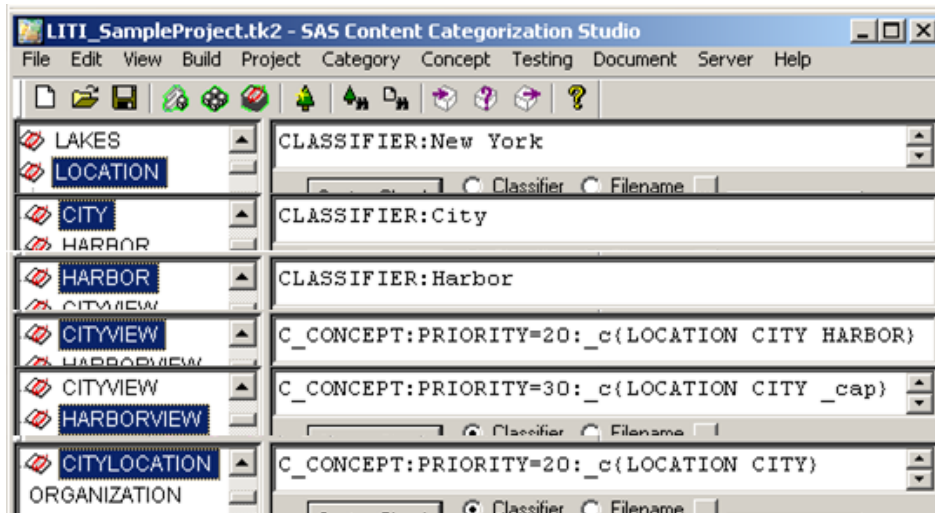 LITI_SampleProject.tk2 - SAS Content Categorization Studio
File Edit View Build Project Category Concept Testing Document Server Help
LAKES
CLASSIFIER:New York
LOCATION
Classifier Filename
CITY
CLASSIFIER:City
HARBOR
HARBOR
CLASSIFIER:Harbor
CITYVIEW
CITYVIEW
C_CONCEPT:PRIORITY=20:_c{LOCATION CITY HARBOR}
HARBORVIEW
CITYVIEW
C_CONCEPT:PRIORITY=30:_c{LOCATION CITY _cap}
HARBORVIEW
Classifier Filename
CITYLOCATION
C_CONCEPT:PRIORITY=20:_c{LOCATION CITY}
ORGANIZATION
Classifier Filename